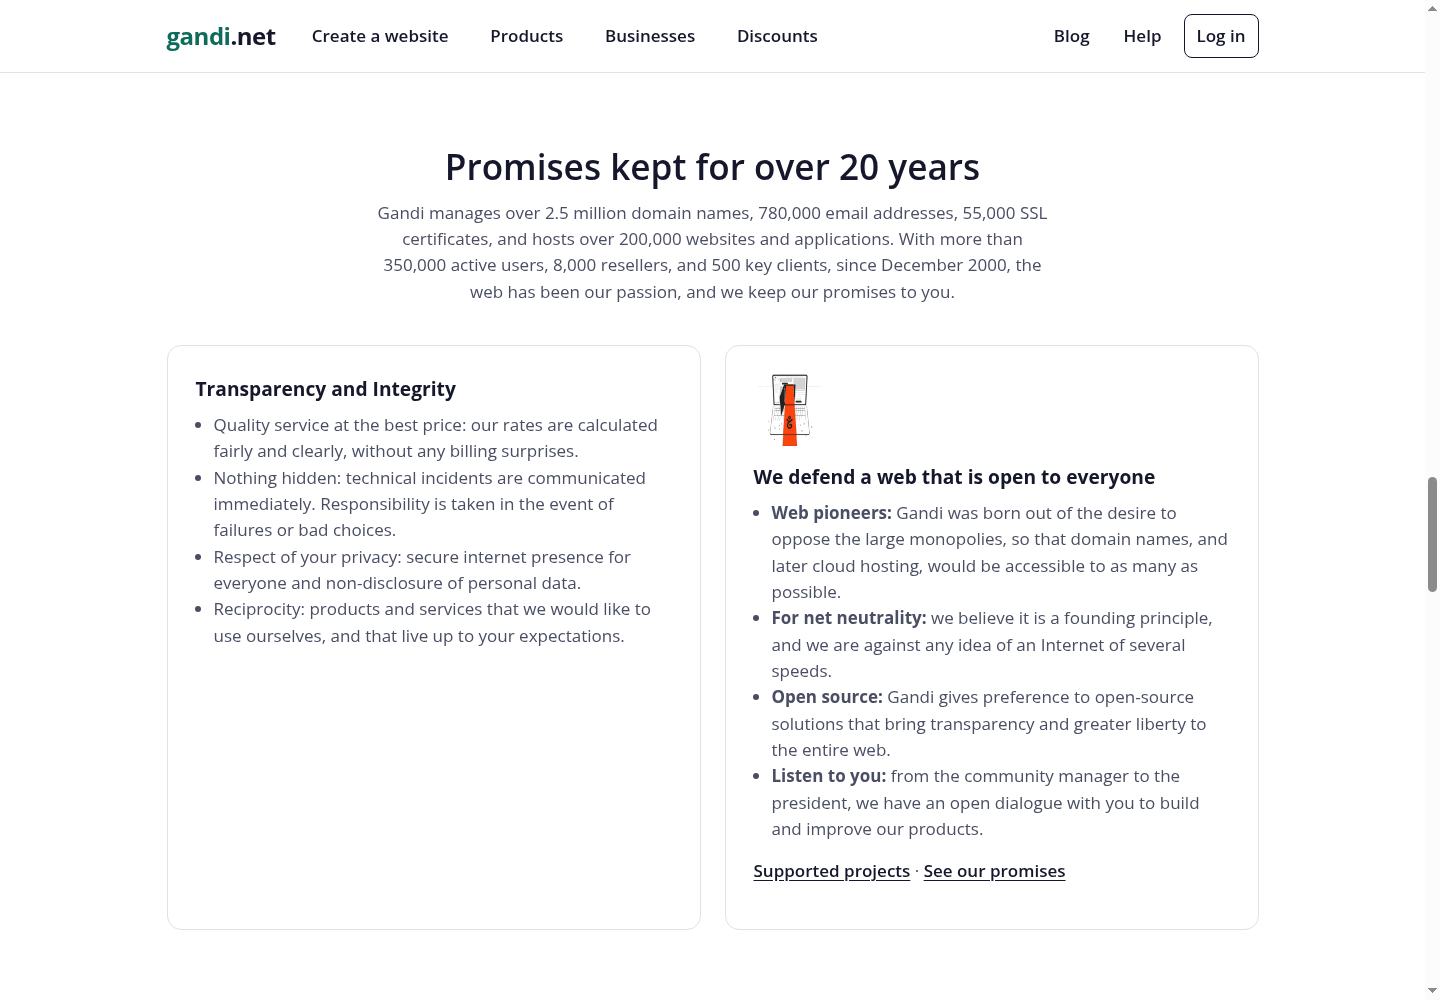 gandi.net Create a website Products Businesses Discounts Blog Help Log in
Promises kept for over 20 years
Gandi manages over 2.5 million domain names, 780,000 email addresses, 55,000 SSL
certificates, and hosts over 200,000 websites and applications. With more than
350,000 active users, 8,000 resellers, and 500 key clients, since December 2000, the
web has been our passion, and we keep our promises to you.
Transparency and Integrity
• Quality service at the best price: our rates are calculated
fairly and clearly, without any billing surprises.
• Nothing hidden: technical incidents are communicated
immediately. Responsibility is taken in the event of
failures or bad choices.
• Respect of your privacy: secure internet presence for
everyone and non-disclosure of personal data.
• Reciprocity: products and services that we would like to
use ourselves, and that live up to your expectations.
We defend a web that is open to everyone
• Web pioneers: Gandi was born out of the desire to
oppose the large monopolies, so that domain names, and
later cloud hosting, would be accessible to as many as
possible.
• For net neutrality: we believe it is a founding principle,
and we are against any idea of an Internet of several
speeds.
• Open source: Gandi gives preference to open-source
solutions that bring transparency and greater liberty to
the entire web.
• Listen to you: from the community manager to the
president, we have an open dialogue with you to build
and improve our products.
Supported projects · See our promises